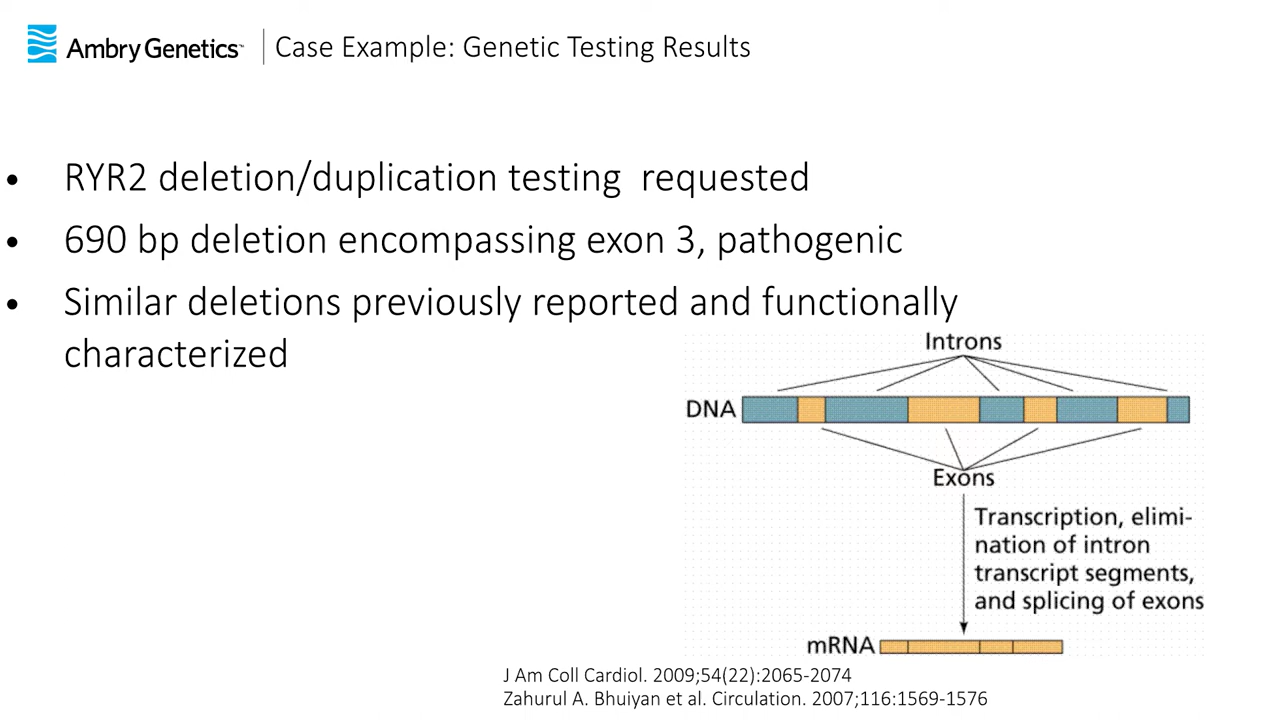 Ambry Genetics™ Case Example: Genetic Testing Results
• RYR2 deletion/duplication testing  requested
• 690 bp deletion encompassing exon 3, pathogenic
• Similar deletions previously reported and functionally
characterized
Introns
DNA
Exons
Transcription, elimi-
nation of intron
transcript segments,
and splicing of exons
mRNA
J Am Coll Cardiol. 2009;54(22):2065-2074
Zahurul A. Bhuiyan et al. Circulation. 2007;116:1569-1576